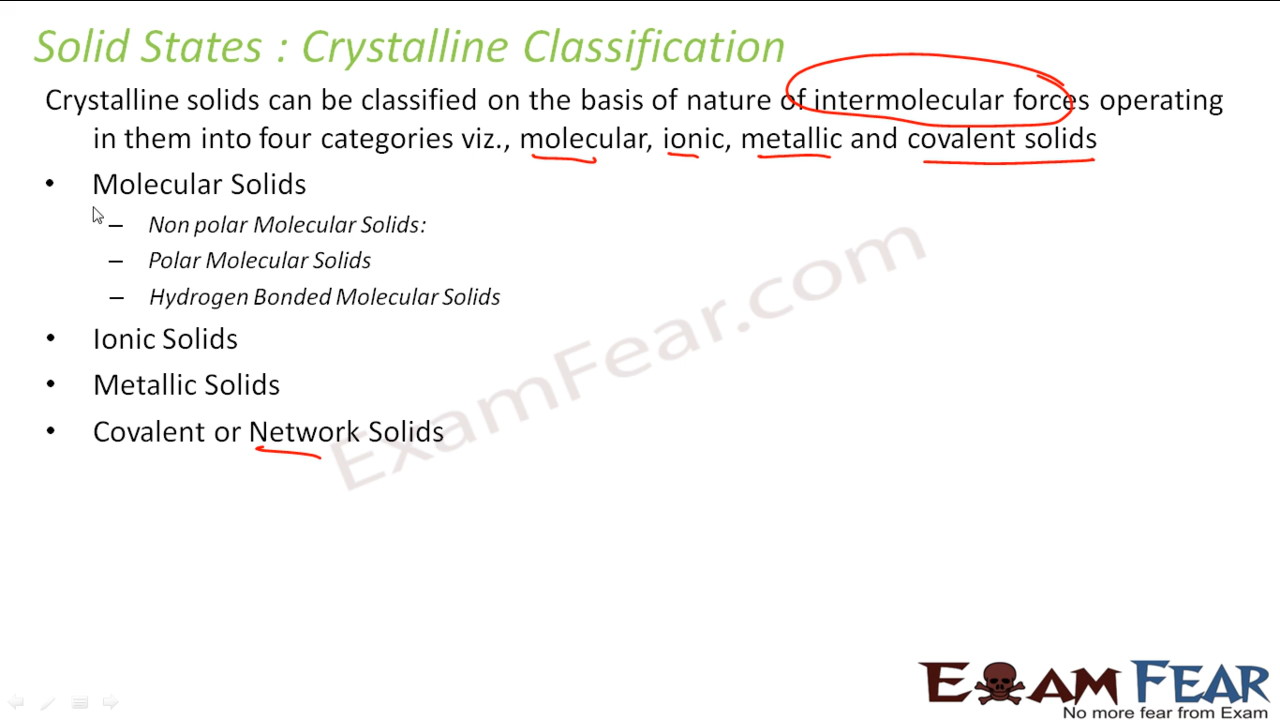 Solid States : Crystalline Classification
Crystalline solids can be classified on the basis of nature of intermolecular forces operating
in them into four categories viz., molecular, ionic, metallic and covalent solids
• Molecular Solids
– Non polar Molecular Solids:
– Polar Molecular Solids
– Hydrogen Bonded Molecular Solids
• Ionic Solids
• Metallic Solids
• Covalent or Network Solids
ExamFear.com
EXAM FEAR
No more fear from Exam